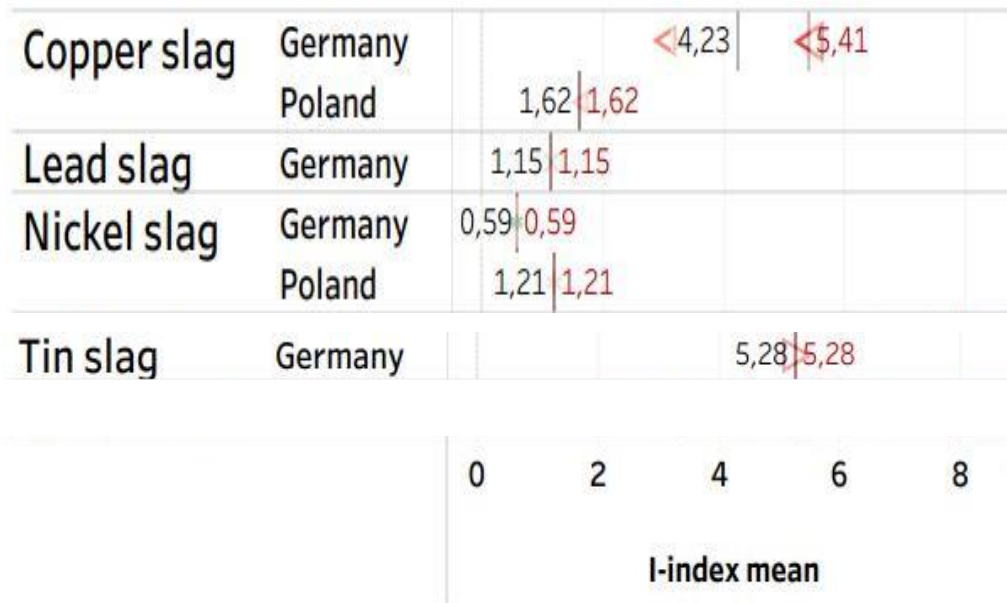 Copper slag Germany 4,23 5,41
Poland 1,62 1,62
Lead slag Germany 1,15 1,15
Nickel slag Germany 0,59 0,59
Poland 1,21 1,21
Tin slag Germany 5,28 5,28
0 2 4 6 8
I-index mean